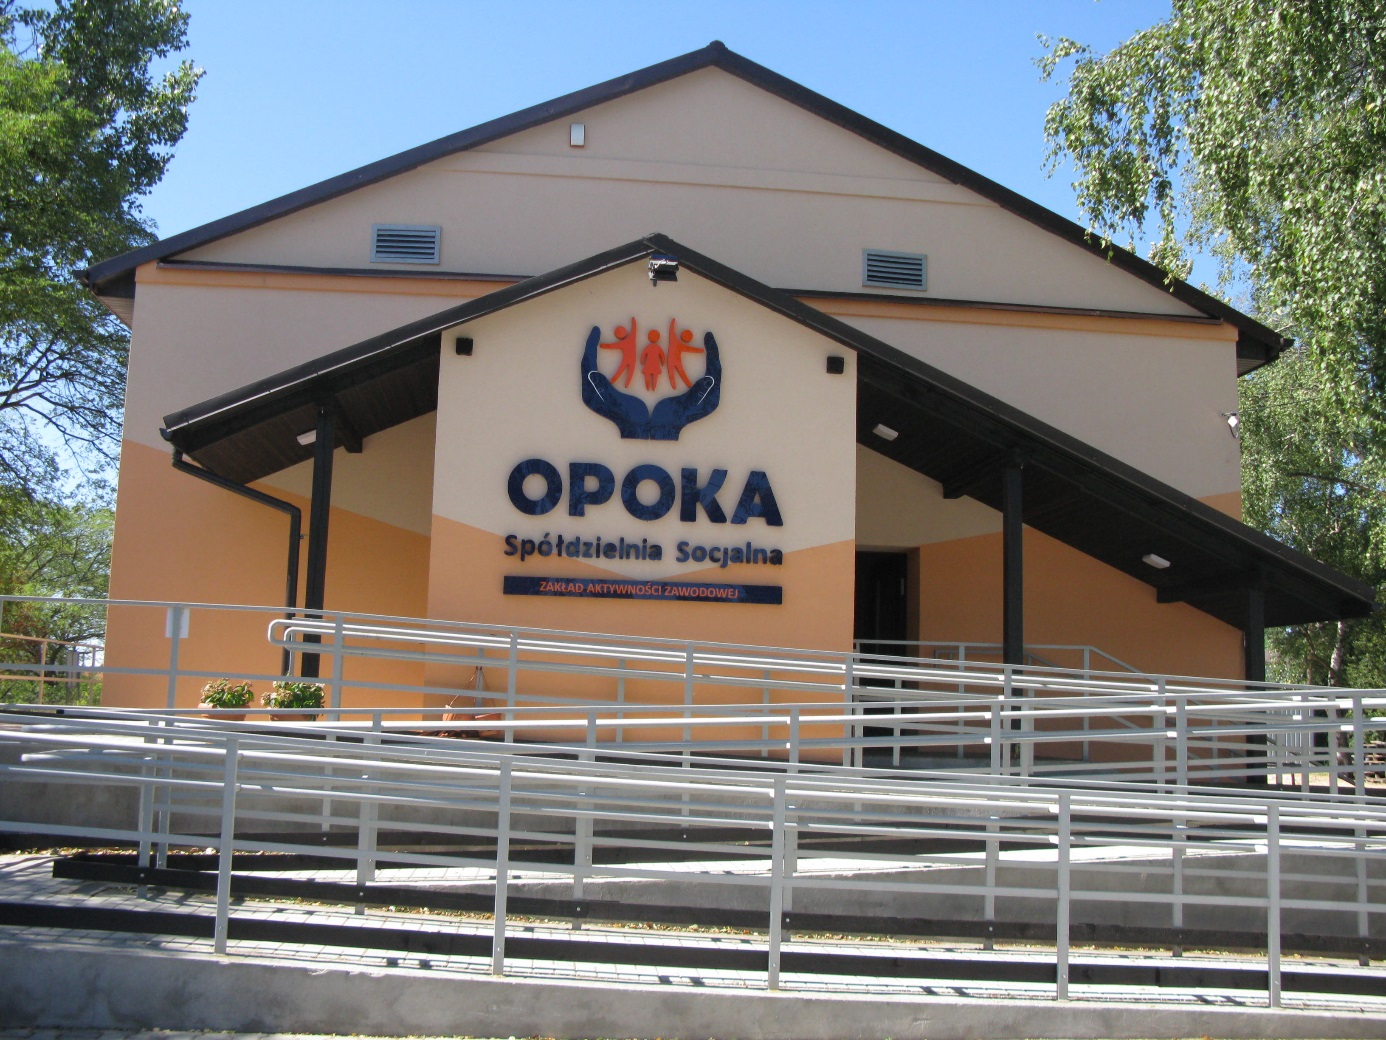 OPOKA
Spółdzielnia Socjalna
ZAKŁAD AKTYWNOŚCI ZAWODOWEJ